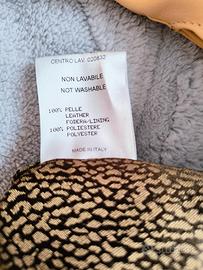 CENTRO LAV. 020832
NON LAVABILE
NOT WASHABLE
100% PELLE
LEATHER
FODERA-LINING
100% POLIESTERE
POLYESTER
MADE IN ITALY